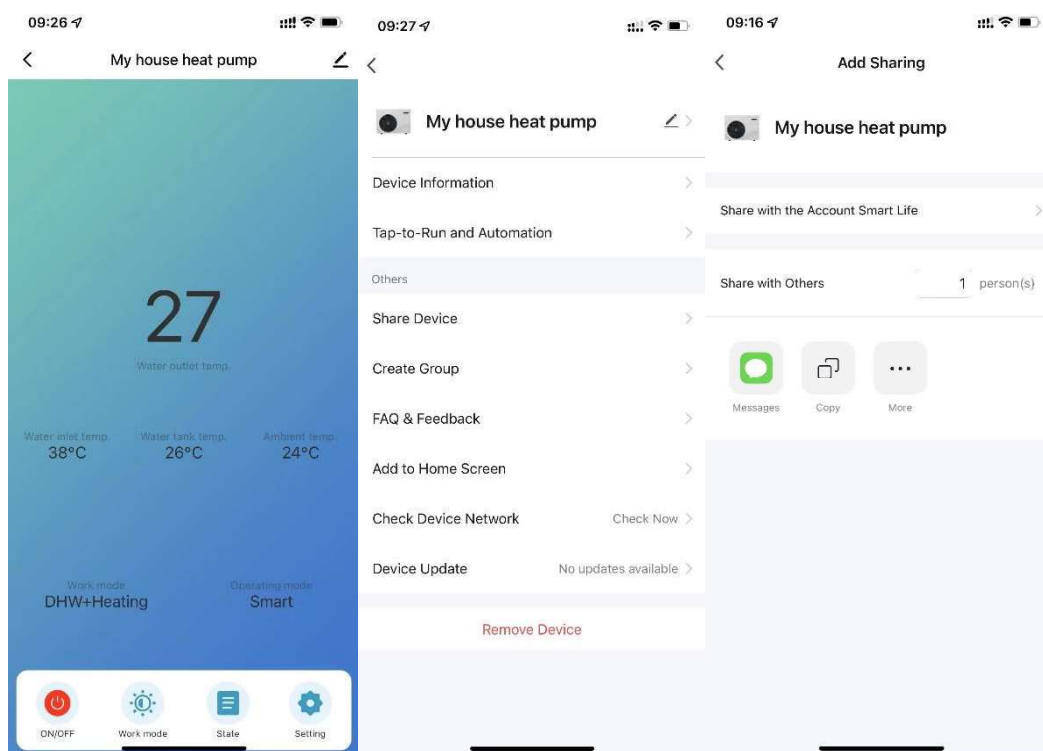 09:26
My house heat pump
27
Water outlet temp.
Water inlet temp. Water tank temp. Ambient temp.
38°C 26°C 24°C
Work mode Operating mode
DHW+Heating Smart
ON/OFF Work mode State Setting
09:27
My house heat pump
Device Information
Tap-to-Run and Automation
Others
Share Device
Create Group
FAQ & Feedback
Add to Home Screen
Check Device Network Check Now
Device Update No updates available
Remove Device
09:16
Add Sharing
My house heat pump
Share with the Account Smart Life
Share with Others 1 person(s)
Messages Copy More